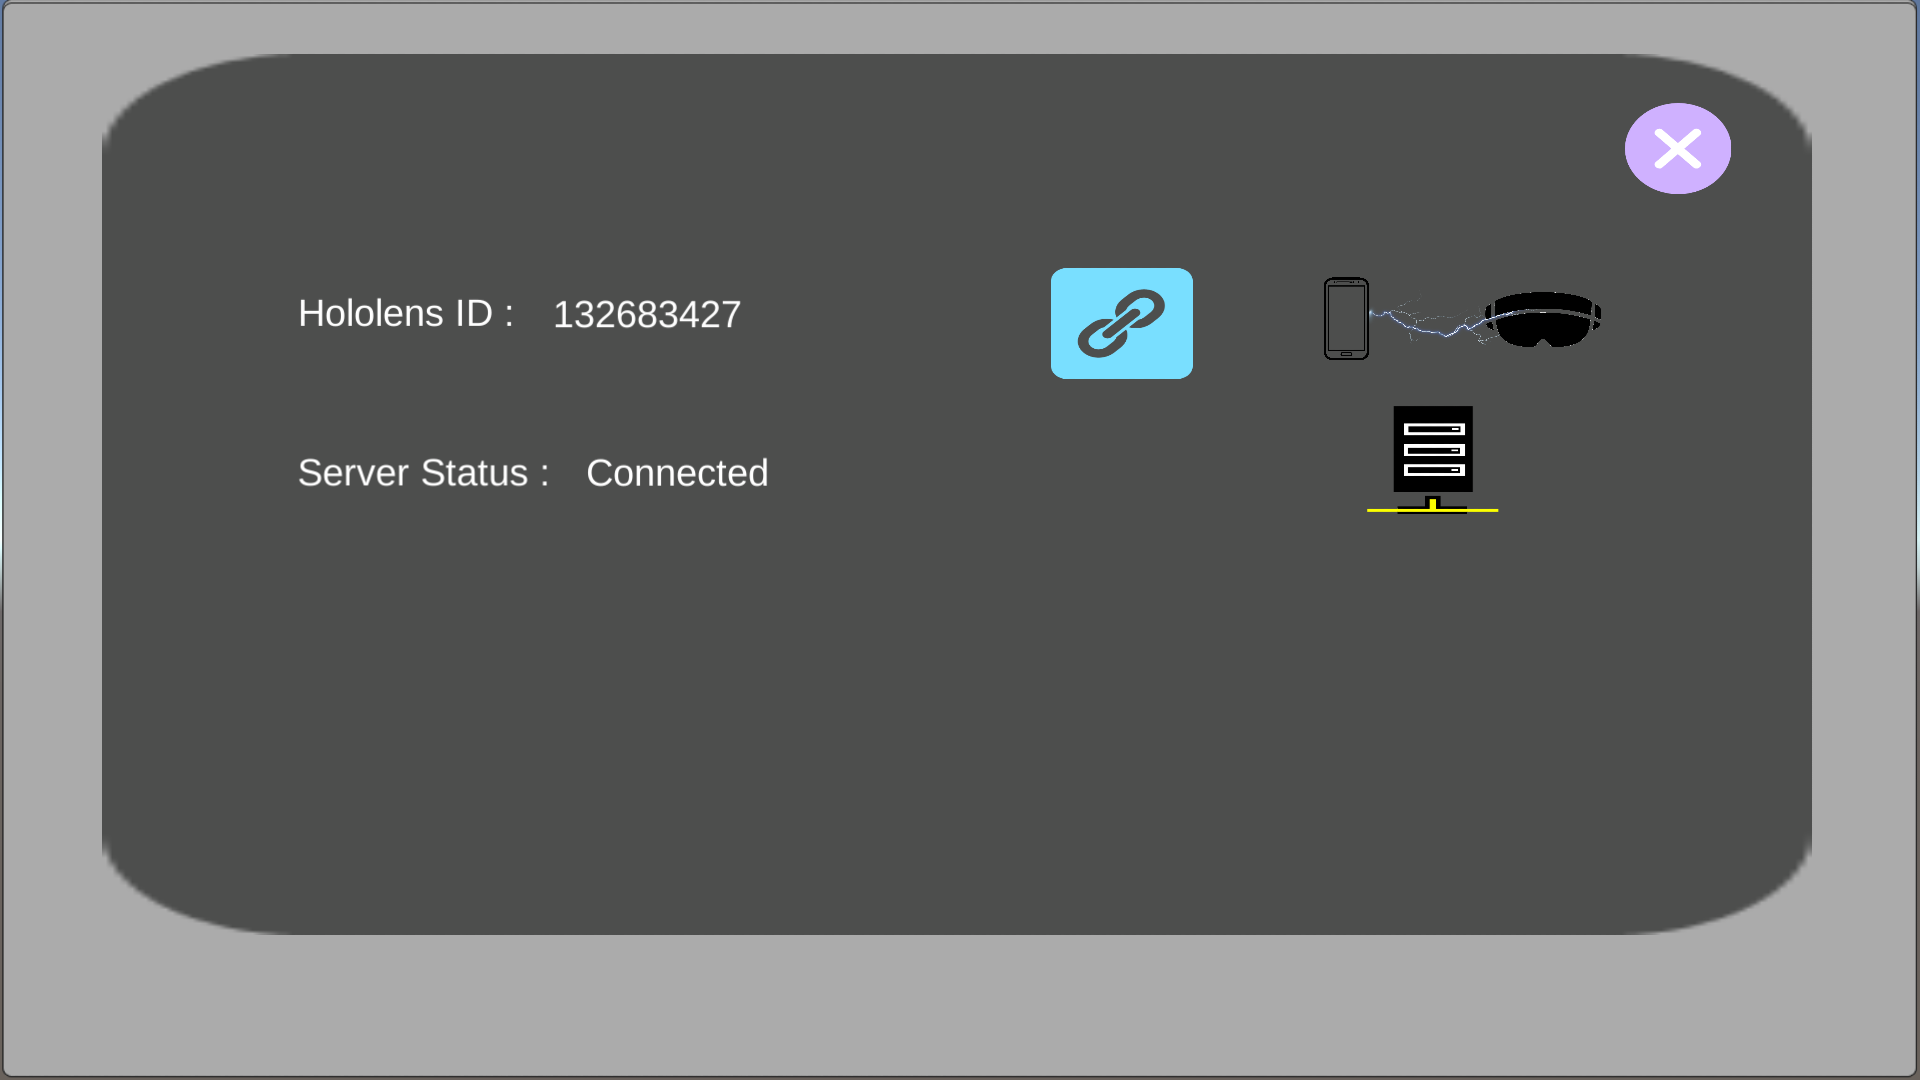 Hololens ID : 132683427
Server Status : Connected